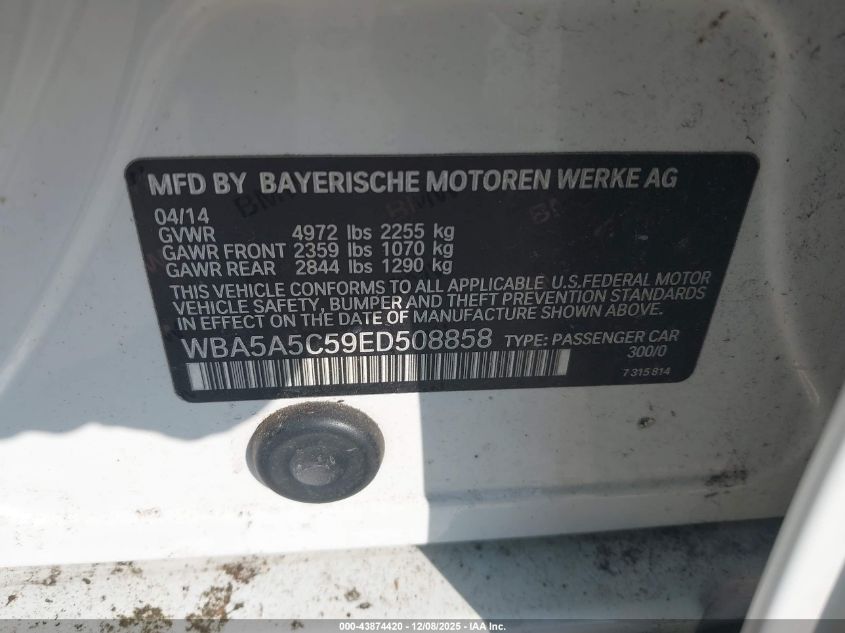 MFD BY BAYERISCHE MOTOREN WERKE AG
04/14
GVWR 4972 lbs 2255 kg
GAWR FRONT 2359 lbs 1070 kg
GAWR REAR 2844 lbs 1290 kg
THIS VEHICLE CONFORMS TO ALL APPLICABLE U.S.FEDERAL MOTOR
VEHICLE SAFETY, BUMPER AND THEFT PREVENTION STANDARDS
IN EFFECT ON THE DATE OF MANUFACTURE SHOWN ABOVE.
WBA5A5C59ED508858 TYPE: PASSENGER CAR
300/0
7 315 814
000-43874420 - 12/08/2025 - IAA Inc.